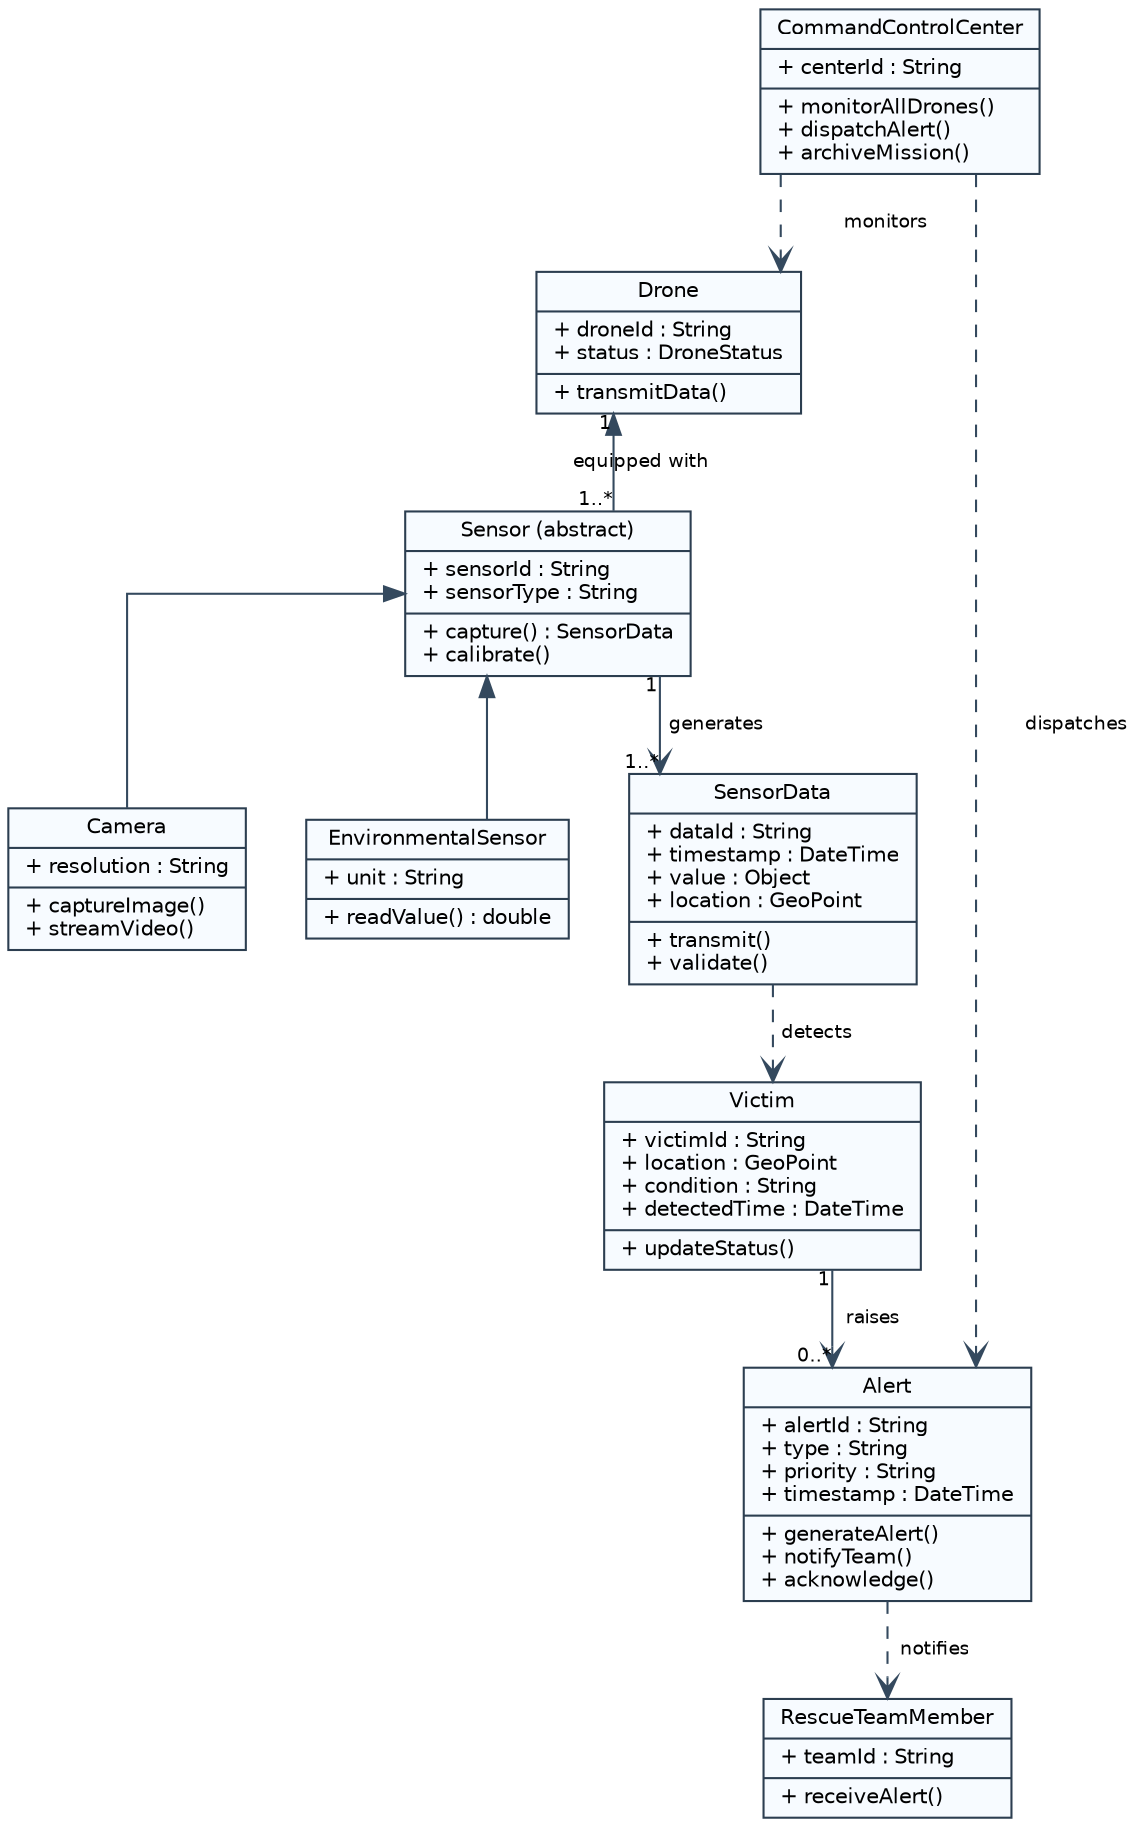 CommandControlCenter
+ centerId : String
+ monitorAllDrones()
+ dispatchAlert()
+ archiveMission()
monitors
Drone
+ droneId : String
+ status : DroneStatus
+ transmitData()
1
equipped with
1..*
Sensor (abstract)
+ sensorId : String
+ sensorType : String
+ capture() : SensorData
+ calibrate()
1
generates
dispatches
1..*
Camera
+ resolution : String
+ captureImage()
+ streamVideo()
EnvironmentalSensor
+ unit : String
+ readValue() : double
SensorData
+ dataId : String
+ timestamp : DateTime
+ value : Object
+ location : GeoPoint
+ transmit()
+ validate()
detects
Victim
+ victimId : String
+ location : GeoPoint
+ condition : String
+ detectedTime : DateTime
+ updateStatus()
1
raises
0..*
Alert
+ alertId : String
+ type : String
+ priority : String
+ timestamp : DateTime
+ generateAlert()
+ notifyTeam()
+ acknowledge()
notifies
RescueTeamMember
+ teamId : String
+ receiveAlert()